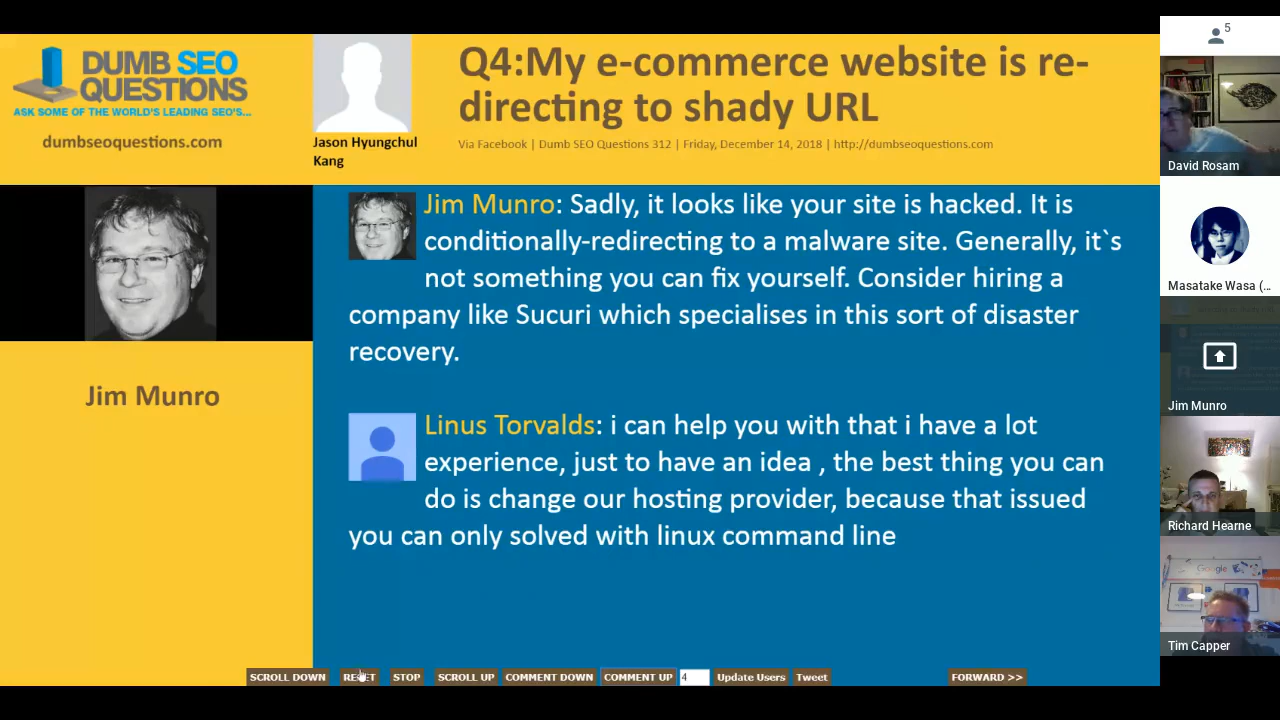 DUMB SEO
QUESTIONS
ASK SOME OF THE WORLD'S LEADING SEO'S...
dumbseoquestions.com
Jason Hyungchul
Kang
Q4:My e-commerce website is re-
directing to shady URL
Via Facebook | Dumb SEO Questions 312 | Friday, December 14, 2018 | http://dumbseoquestions.com
Jim Munro
Jim Munro: Sadly, it looks like your site is hacked. It is
conditionally-redirecting to a malware site. Generally, it`s
not something you can fix yourself. Consider hiring a
company like Sucuri which specialises in this sort of disaster
recovery.
Linus Torvalds: i can help you with that i have a lot
experience, just to have an idea , the best thing you can
do is change our hosting provider, because that issued
you can only solved with linux command line
SCROLL DOWN RESET STOP SCROLL UP COMMENT DOWN COMMENT UP 4 Update Users Tweet FORWARD >>
5
David Rosam
Masatake Wasa (...
Jim Munro
Richard Hearne
Google
Tim Capper